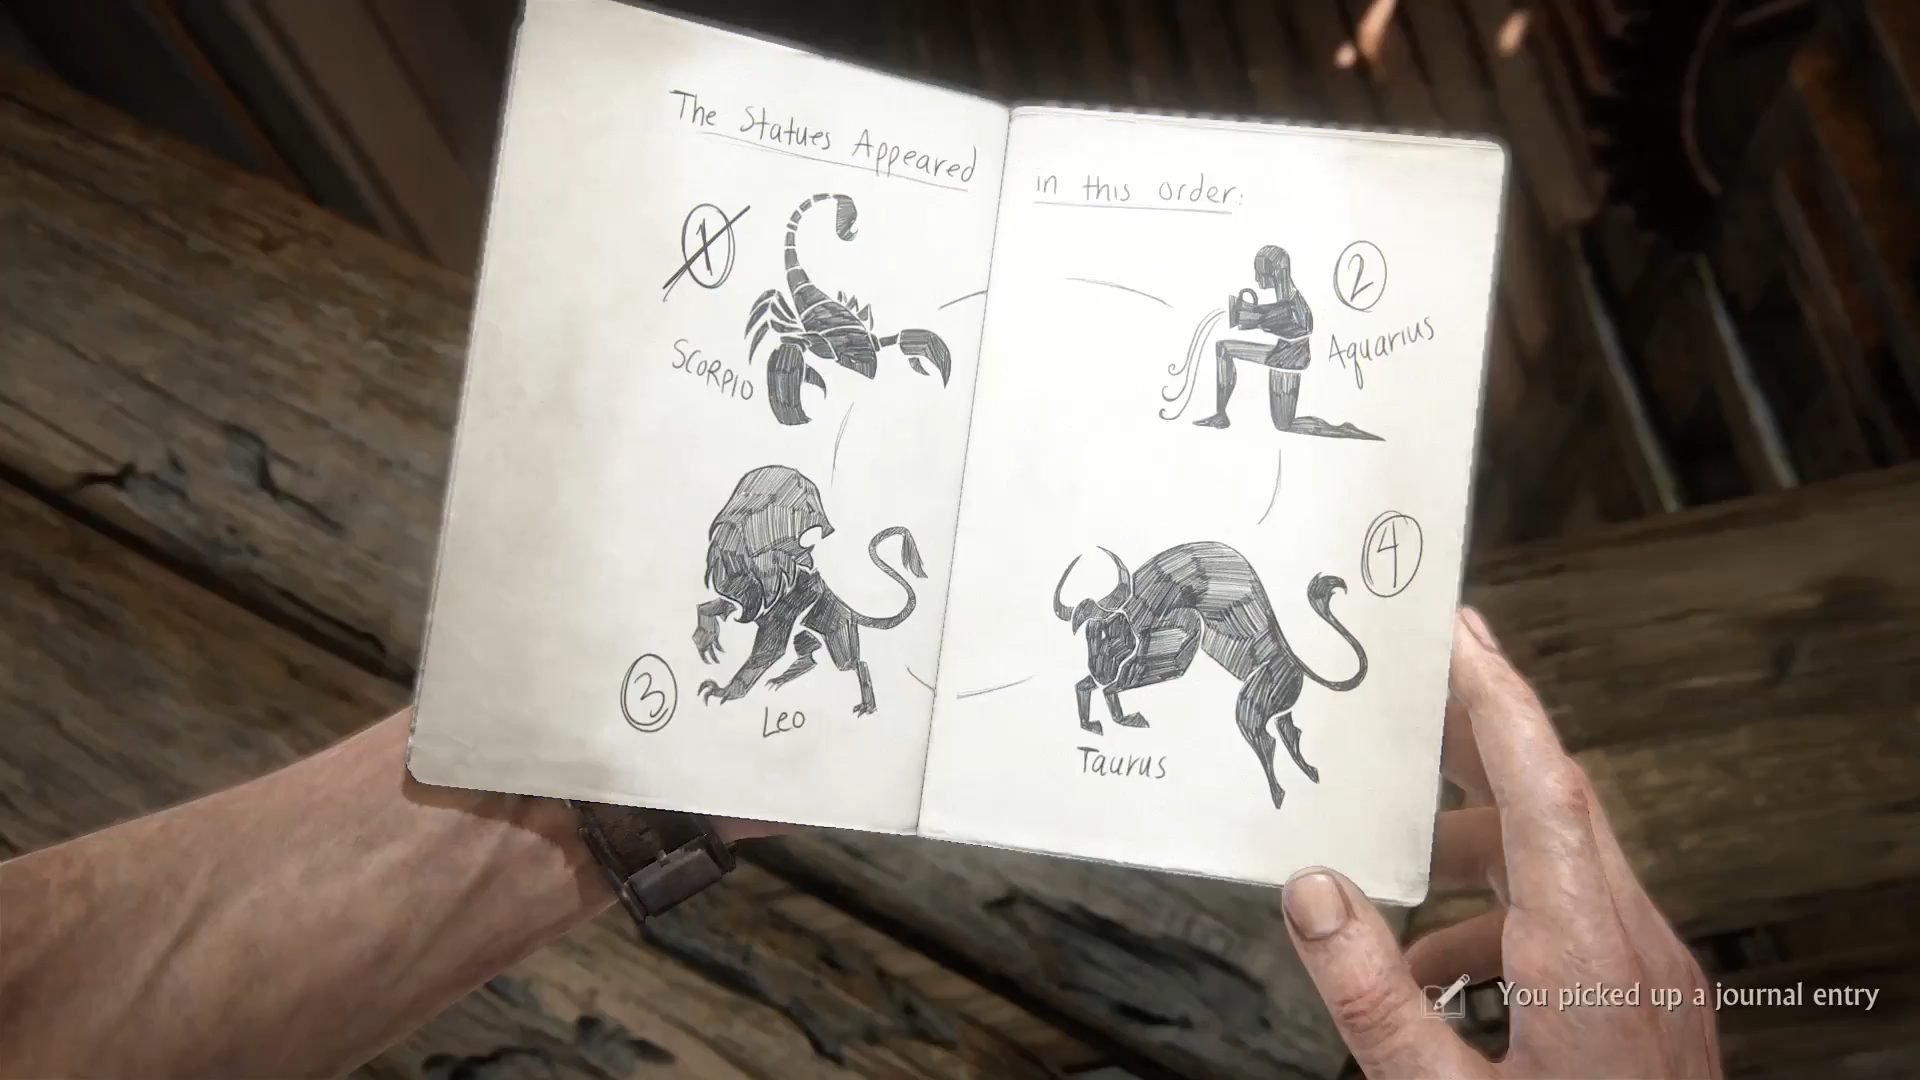 The Statues Appeared
in this order:
1
SCORPIO
2
Aquarius
3
Leo
4
Taurus
You picked up a journal entry